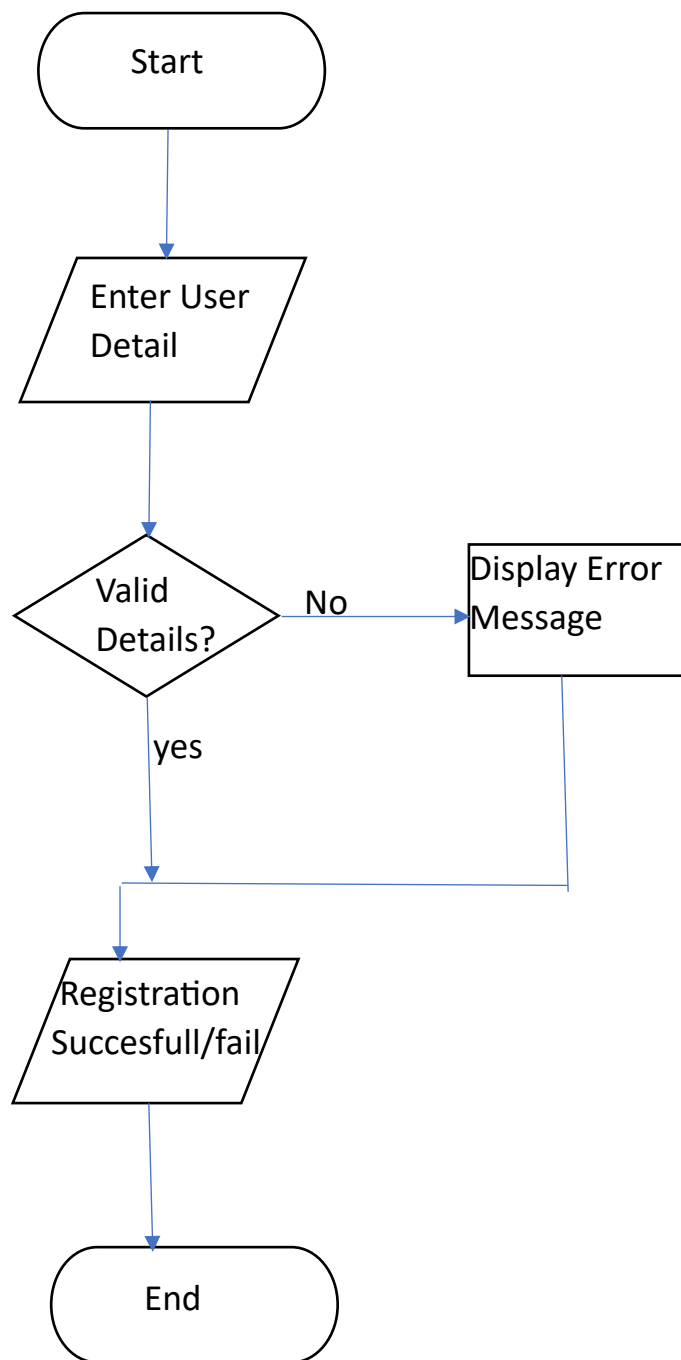 Start
Enter User
Detail
Valid
Details?
No
Display Error
Message
yes
Registration
Succesfull/fail
End